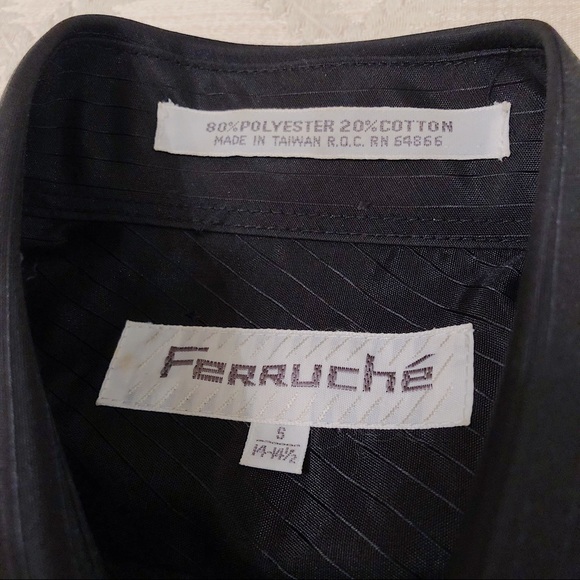 80%POLYESTER 20%COTTON
MADE IN TAIWAN R.O.C. RN 64866
Ferruché
S
14-14½